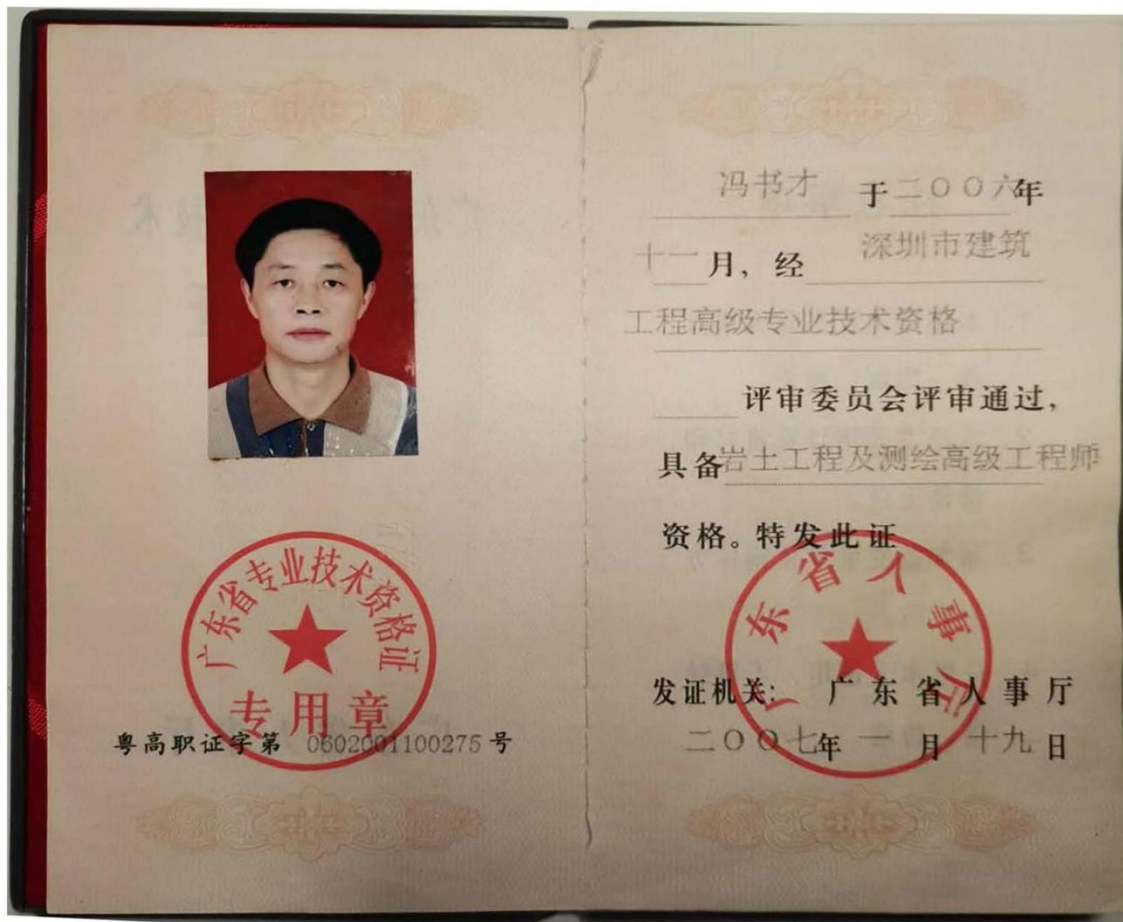 广东省专业技术资格证
专用章
粤高职证字第 0602001100275 号
冯书才 于二〇〇六年
十一月，经 深圳市建筑
工程高级专业技术资格
评审委员会评审通过，
具备岩土工程及测绘高级工程师
资格。特发此证
广东省人事厅
发证机关： 广东省人事厅
二〇〇七年一月十九日